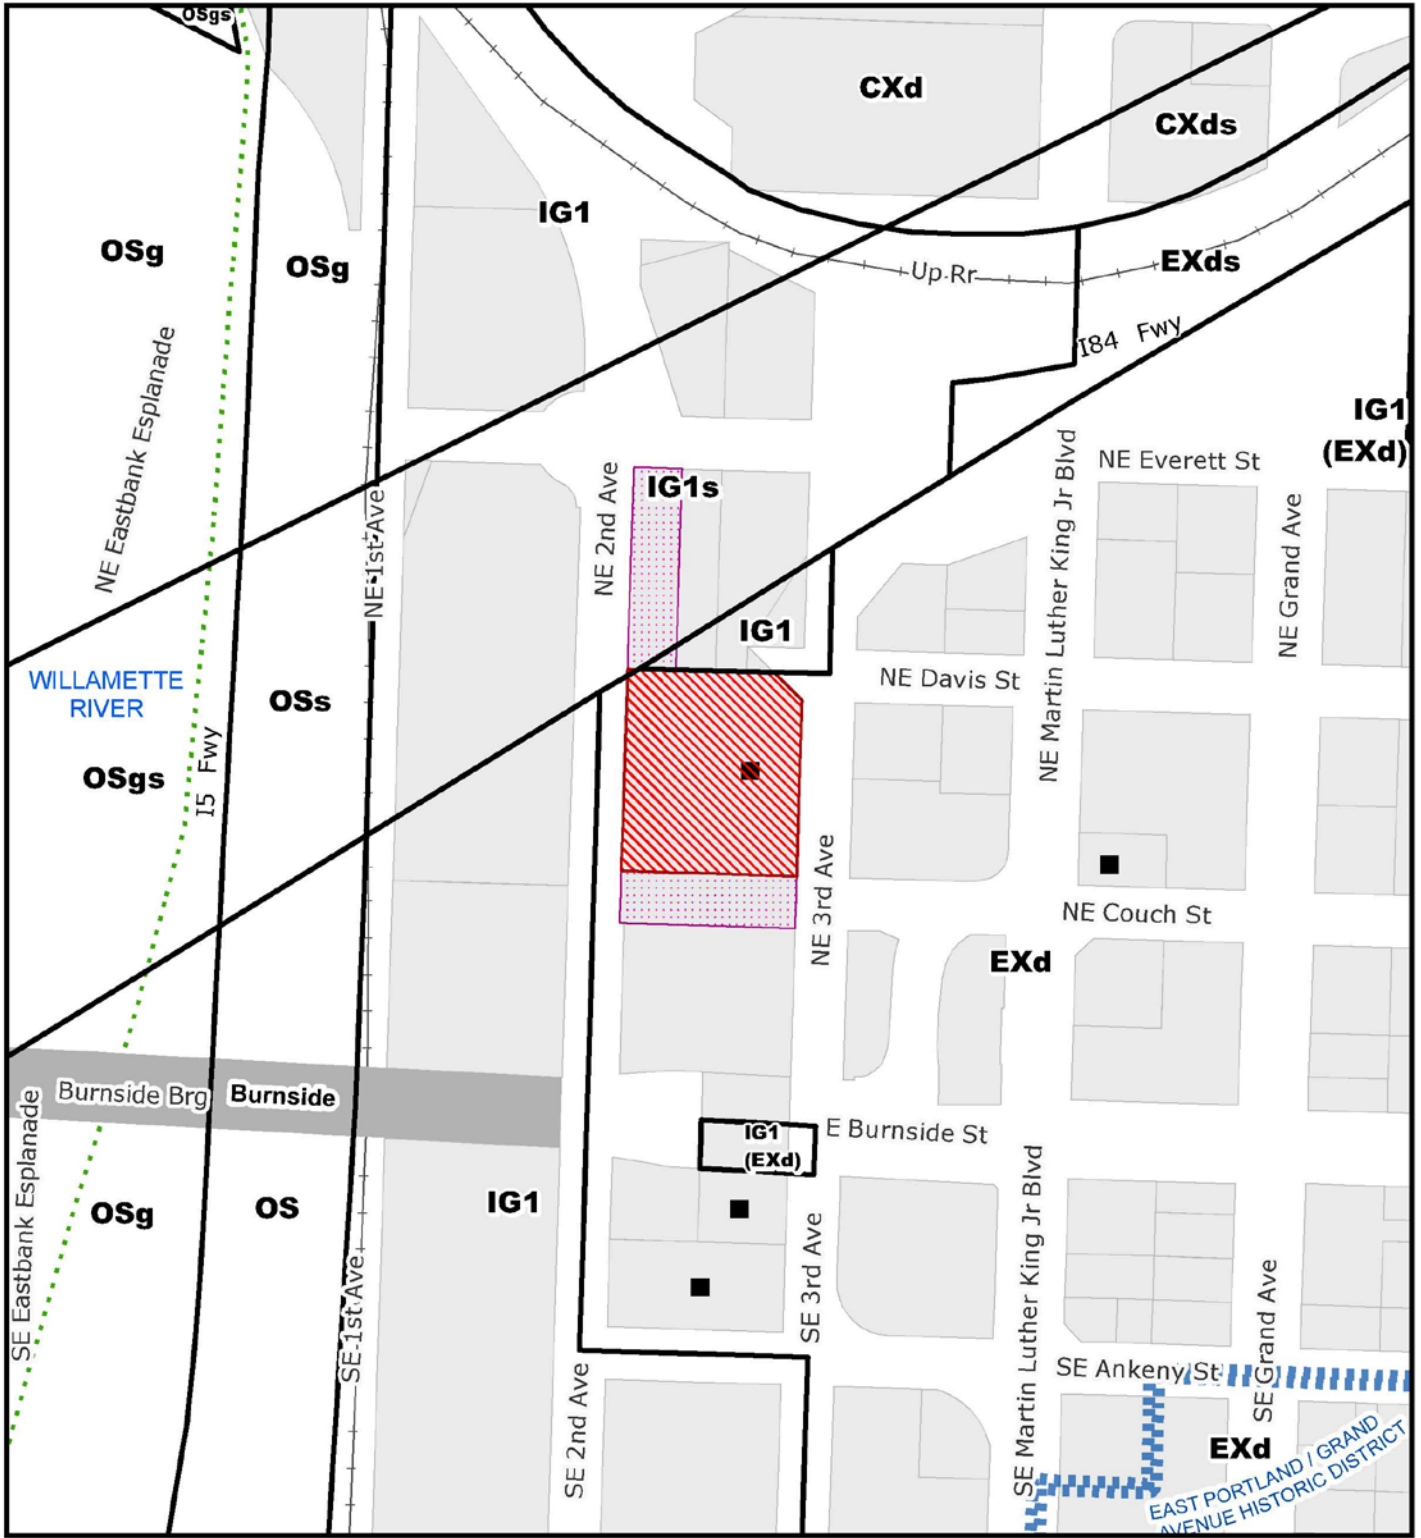 OSgs
CXd
CXds
IG1
OSg
OSg
EXds
Up Rr
I84 Fwy
NE Eastbank Esplanade
IG1
(EXd)
NE Everett St
NE Martin Luther King Jr Blvd
NE Grand Ave
NE 2nd Ave
IG1s
NE 1st Ave
IG1
NE Davis St
WILLAMETTE
RIVER
OSs
OSgs
I5 Fwy
NE 3rd Ave
NE Couch St
EXd
Burnside Brg
Burnside
IG1
(EXd)
E Burnside St
SE Eastbank Esplanade
OSg
OS
IG1
SE 1st Ave
SE 3rd Ave
SE Martin Luther King Jr Blvd
SE Grand Ave
SE Ankeny St
SE 2nd Ave
EXd
EAST PORTLAND / GRAND
AVENUE HISTORIC DISTRICT